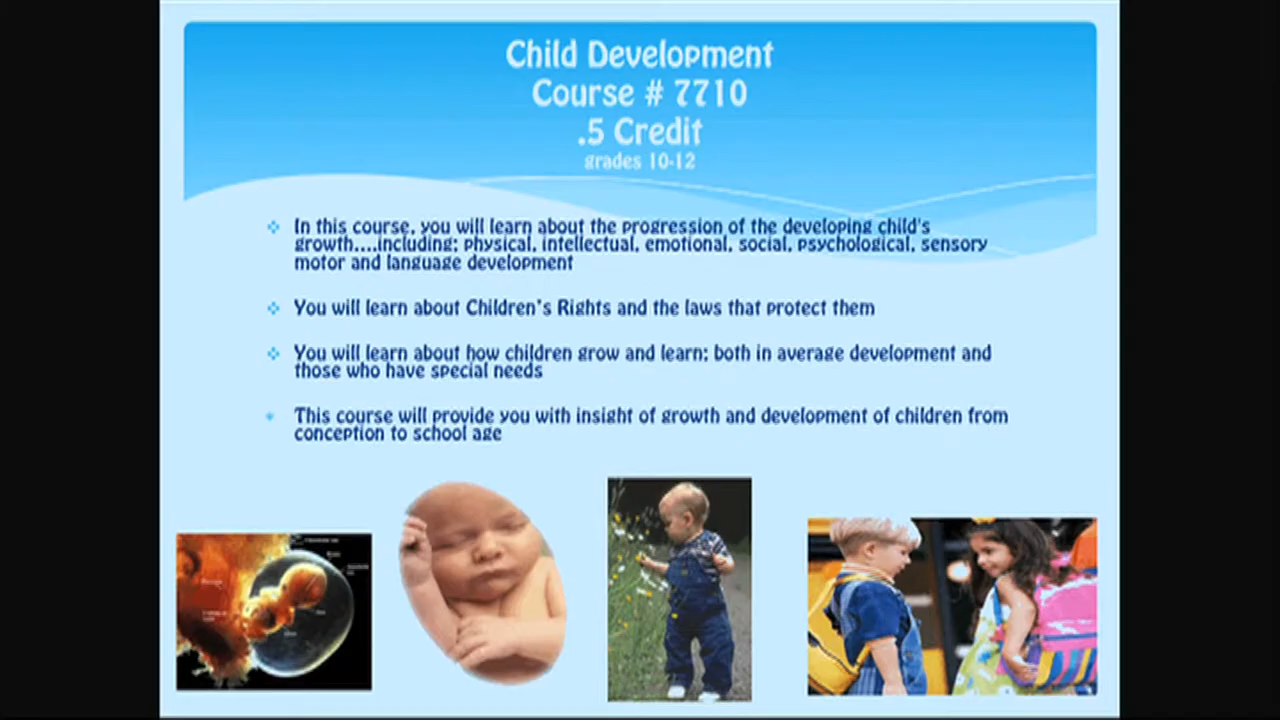 Child Development
Course # 7710
.5 Credit
grades 10-12
In this course, you will learn about the progression of the developing child's
growth....including: physical, intellectual, emotional, social, psychological, sensory
motor and language development
You will learn about Children's Rights and the laws that protect them
You will learn about how children grow and learn; both in average development and
those who have special needs
This course will provide you with insight of growth and development of children from
conception to school age